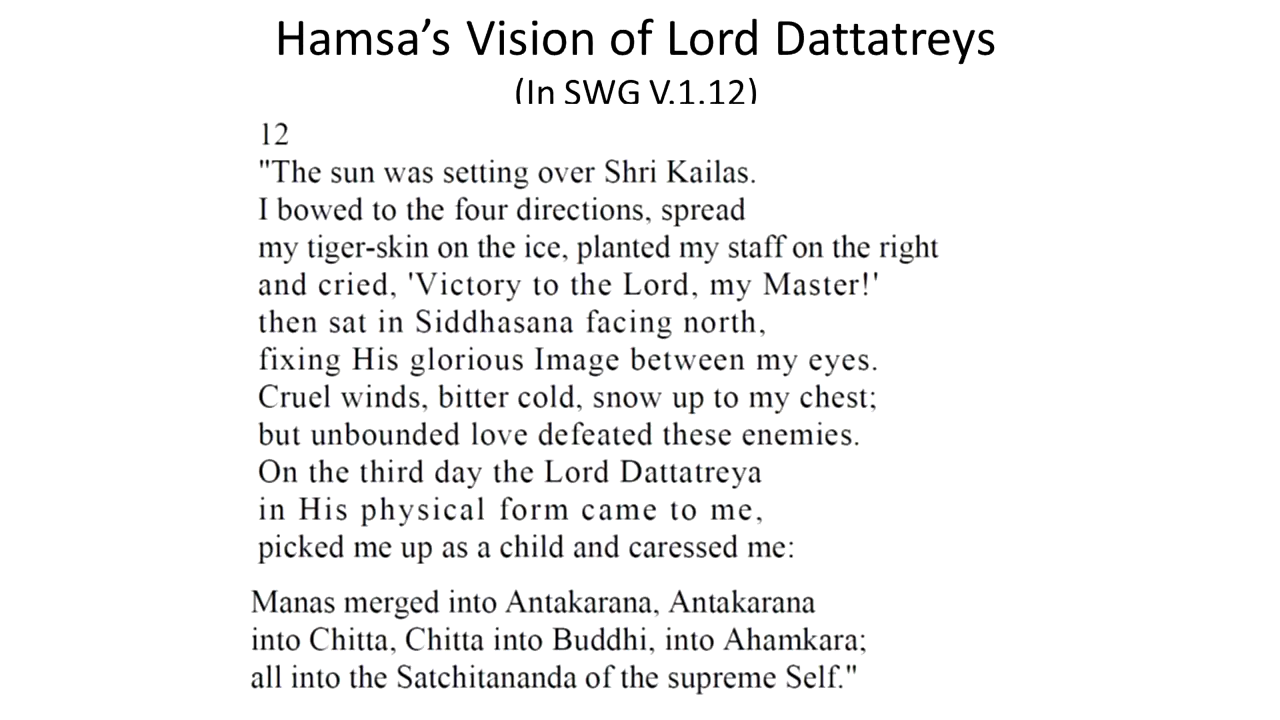 Hamsa's Vision of Lord Dattatreys
(In SWG V.1.12)
12
"The sun was setting over Shri Kailas.
I bowed to the four directions, spread
my tiger-skin on the ice, planted my staff on the right
and cried, 'Victory to the Lord, my Master!'
then sat in Siddhasana facing north,
fixing His glorious Image between my eyes.
Cruel winds, bitter cold, snow up to my chest;
but unbounded love defeated these enemies.
On the third day the Lord Dattatreya
in His physical form came to me,
picked me up as a child and caressed me:
Manas merged into Antakarana, Antakarana
into Chitta, Chitta into Buddhi, into Ahamkara;
all into the Satchitananda of the supreme Self."